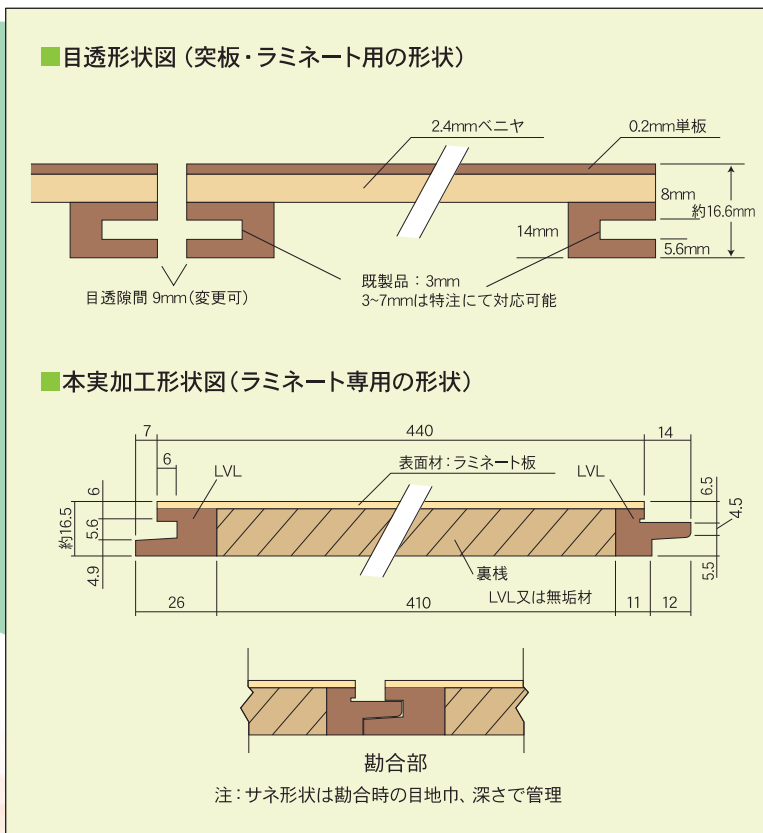 ■目透形状図（突板・ラミネート用の形状）
2.4mmベニヤ
0.2mm単板
8mm
約16.6mm
14mm
5.6mm
目透隙間 9mm（変更可）
既製品：3mm
3~7mmは特注にて対応可能
■本実加工形状図（ラミネート専用の形状）
7
440
14
6
LVL
表面材：ラミネート板
LVL
6
6.5
約16.5
5.6
4.5
4.9
5.5
裏桟
LVL又は無垢材
26
410
11
12
勘合部
注：サネ形状は勘合時の目地巾、深さで管理